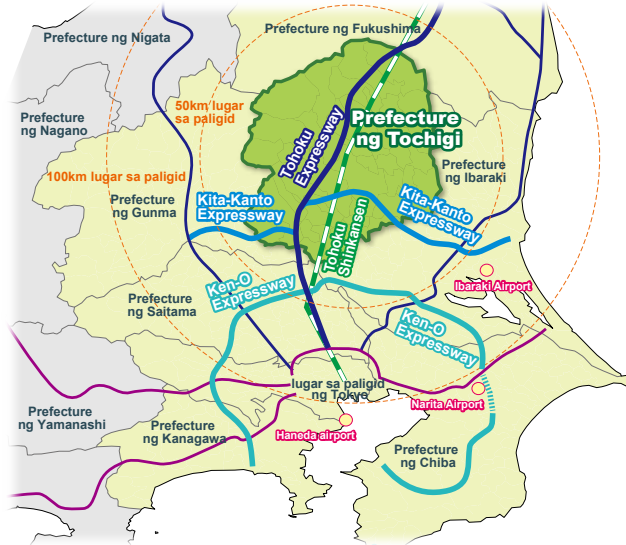 Prefecture ng Fukushima
Prefecture ng Nigata
50km lugar
sa paligid
Prefecture
ng Nagano
Prefecture
ng Tochigi
Tohoku
Expressway
Prefecture
ng Ibaraki
100km lugar sa paligid
Prefecture
ng Gunma
Kita-Kanto
Expressway
Kita-Kanto
Expressway
Tohoku
Shinkansen
Ken-O
Expressway
Ibaraki Airport
Prefecture
ng Saitama
Ken-O
Expressway
lugar sa paligid
ng Tokyo
Narita Airport
Prefecture
ng Yamanashi
Prefecture
ng Kanagawa
Haneda airport
Prefecture
ng Chiba